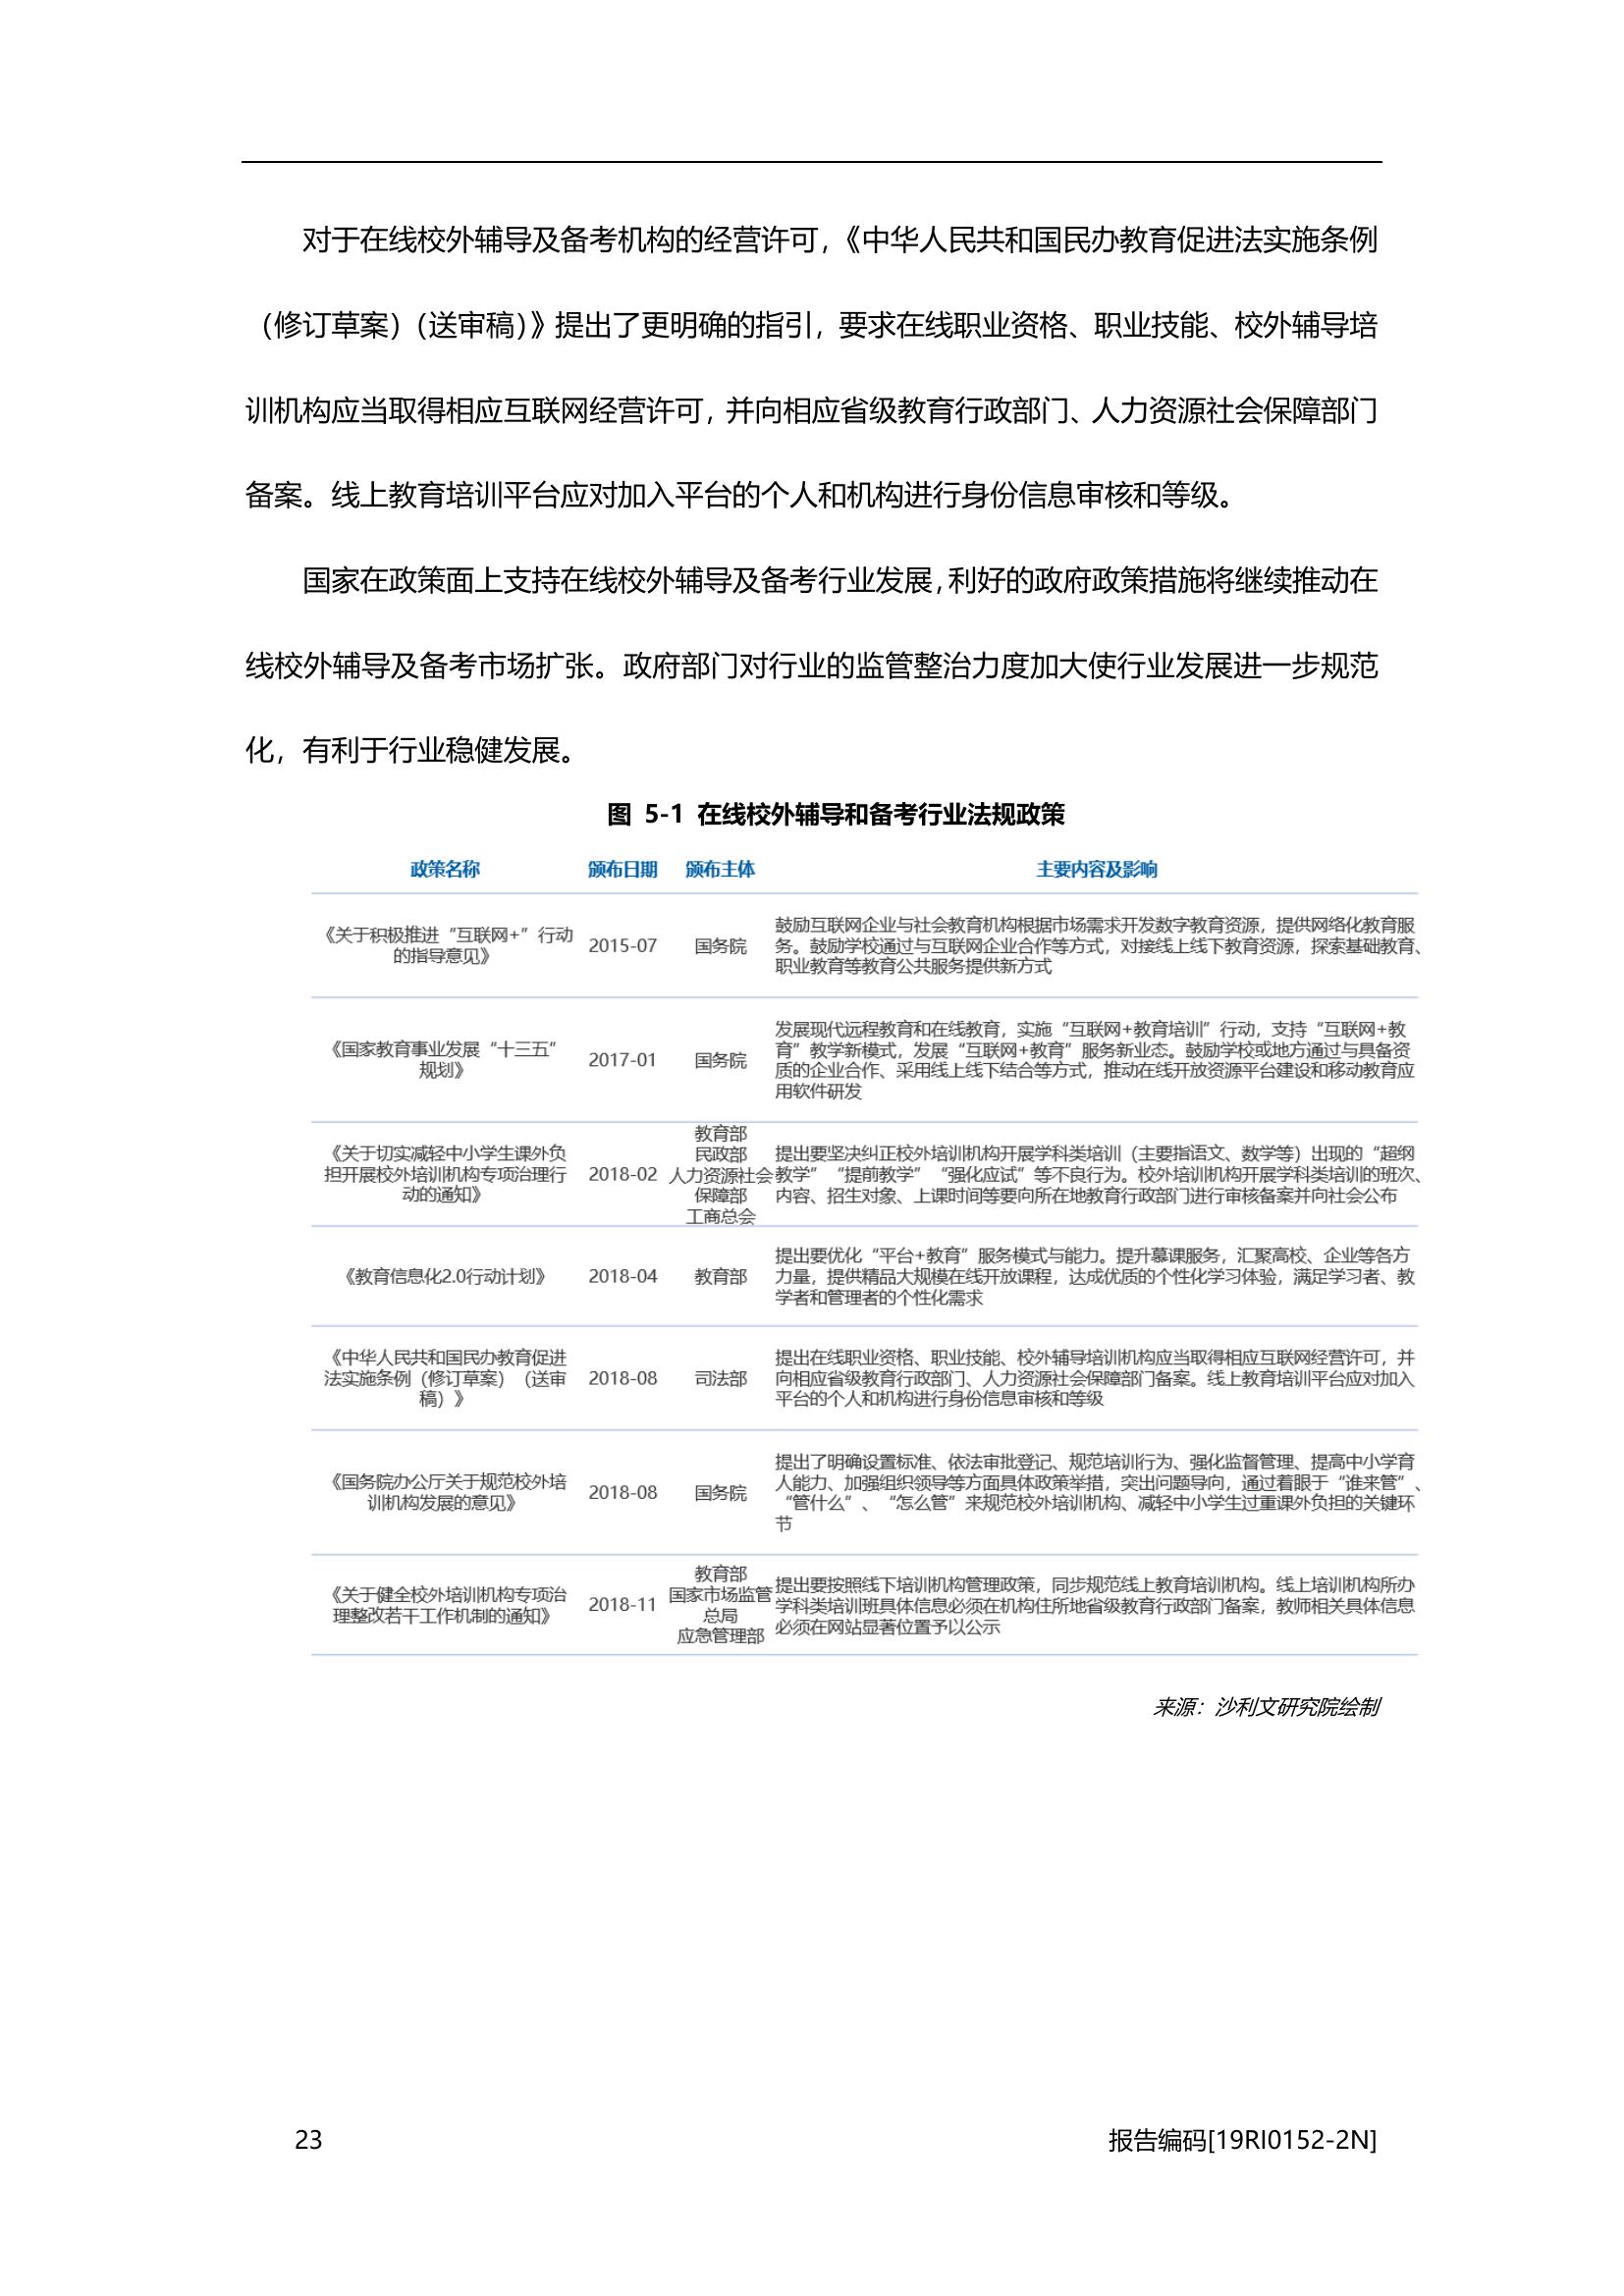 对于在线校外辅导及备考机构的经营许可，《中华人民共和国民办教育促进法实施条例
（修订草案）（送审稿）》提出了更明确的指引，要求在线职业资格、职业技能、校外辅导培
训机构应当取得相应互联网经营许可，并向相应省级教育行政部门、人力资源社会保障部门
备案。线上教育培训平台应对加入平台的个人和机构进行身份信息审核和等级。
国家在政策面上支持在线校外辅导及备考行业发展，利好的政府政策措施将继续推动在
线校外辅导及备考市场扩张。政府部门对行业的监管整治力度加大使行业发展进一步规范
化，有利于行业稳健发展。
图 5-1 在线校外辅导和备考行业法规政策
政策名称 颁布日期 颁布主体 主要内容及影响
《关于积极推进“互联网+”行动
的指导意见》
2015-07
国务院
鼓励互联网企业与社会教育机构根据市场需求开发数字教育资源，提供网络化教育服
务。鼓励学校通过与互联网企业合作等方式，对接线上线下教育资源，探索基础教育、
职业教育等教育公共服务提供新方式
《国家教育事业发展“十三五”
规划》
2017-01
国务院
发展现代远程教育和在线教育，实施“互联网+教育培训”行动，支持“互联网+教
育”教学新模式，发展“互联网+教育”服务新业态。鼓励学校或地方通过与具备资
质的企业合作、采用线上线下结合等方式，推动在线开放资源平台建设和移动教育应
用软件研发
《关于切实减轻中小学生课外负
担开展校外培训机构专项治理行
动的通知》
2018-02
教育部
民政部
人力资源社会
保障部
工商总会
提出要坚决纠正校外培训机构开展学科类培训（主要指语文、数学等）出现的“超纲
教学”“提前教学”“强化应试”等不良行为。校外培训机构开展学科类培训的班次、
内容、招生对象、上课时间等要向所在地教育行政部门进行审核备案并向社会公布
《教育信息化2.0行动计划》
2018-04
教育部
提出要优化“平台+教育”服务模式与能力。提升慕课服务，汇聚高校、企业等各方
力量，提供精品大规模在线开放课程，达成优质的个性化学习体验，满足学习者、教
学者和管理者的个性化需求
《中华人民共和国民办教育促进
法实施条例（修订草案）（送审
稿）》
2018-08
司法部
提出在线职业资格、职业技能、校外辅导培训机构应当取得相应互联网经营许可，并
向相应省级教育行政部门、人力资源社会保障部门备案。线上教育培训平台应对加入
平台的个人和机构进行身份信息审核和等级
《国务院办公厅关于规范校外培
训机构发展的意见》
2018-08
国务院
提出了明确设置标准、依法审批登记、规范培训行为、强化监督管理、提高中小学育
人能力、加强组织领导等方面具体政策举措，突出问题导向，通过着眼于“谁来管”、
“管什么”、“怎么管”来规范校外培训机构、减轻中小学生过重课外负担的关键环
节
《关于健全校外培训机构专项治
理整改若干工作机制的通知》
2018-11
教育部
国家市场监管
总局
应急管理部
提出要按照线下培训机构管理政策，同步规范线上教育培训机构。线上培训机构所办
学科类培训班具体信息必须在机构住所地省级教育行政部门备案，教师相关具体信息
必须在网站显著位置予以公示
来源：沙利文研究院绘制
23
报告编码[19RI0152-2N]